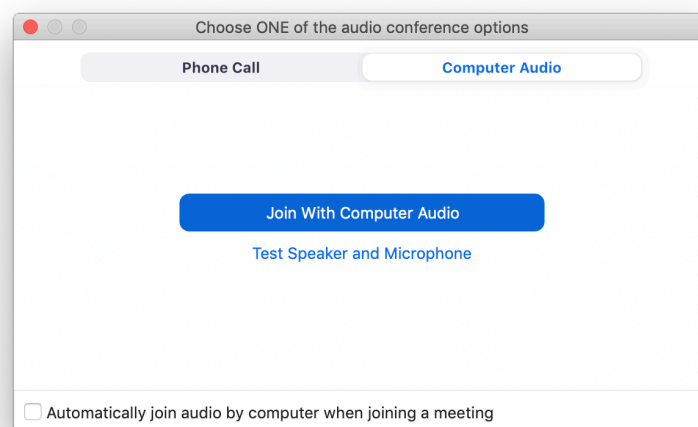 Choose ONE of the audio conference options
Phone Call
Computer Audio
Join With Computer Audio
Test Speaker and Microphone
Automatically join audio by computer when joining a meeting